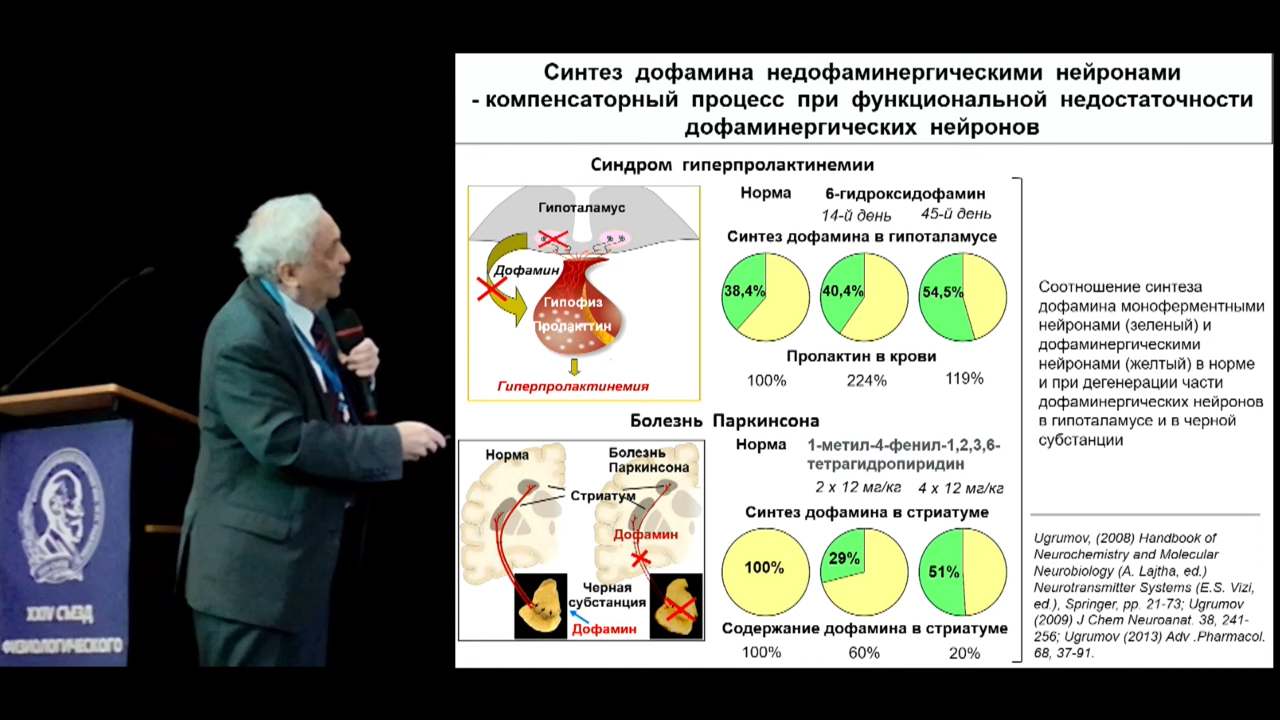 Синтез дофамина недофаминергическими нейронами
- компенсаторный процесс при функциональной недостаточности
дофаминергических нейронов
Синдром гиперпролактинемии
Гипоталамус
Дофамин
Гипофиз
Пролакттин
Гиперпролактинемия
Норма
6-гидроксидофамин
14-й день
45-й день
Синтез дофамина в гипоталамусе
38,4%
40,4%
54,5%
Пролактин в крови
100%
224%
119%
Болезнь Паркинсона
Норма
Болезнь
Паркинсона
Стриатум
Дофамин
Черная
субстанция
Дофамин
Норма
1-метил-4-фенил-1,2,3,6-
тетрагидропиридин
2 x 12 мг/кг
4 x 12 мг/кг
Синтез дофамина в стриатуме
100%
29%
51%
Содержание дофамина в стриатуме
100%
60%
20%
Соотношение синтеза
дофамина моноферментными
нейронами (зеленый) и
дофаминергическими
нейронами (желтый) в норме
и при дегенерации части
дофаминергических нейронов
в гипоталамусе и в черной
субстанции
Ugrumov, (2008) Handbook of
Neurochemistry and Molecular
Neurobiology (A. Lajtha, ed.)
Neurotransmitter Systems (E.S. Vizi,
ed.), Springer, pp. 21-73; Ugrumov
(2009) J Chem Neuroanat. 38, 241-
256; Ugrumov (2013) Adv .Pharmacol.
68, 37-91.
XXIV СЪЕЗД
ФИЗИОЛОГИЧЕСКОГО